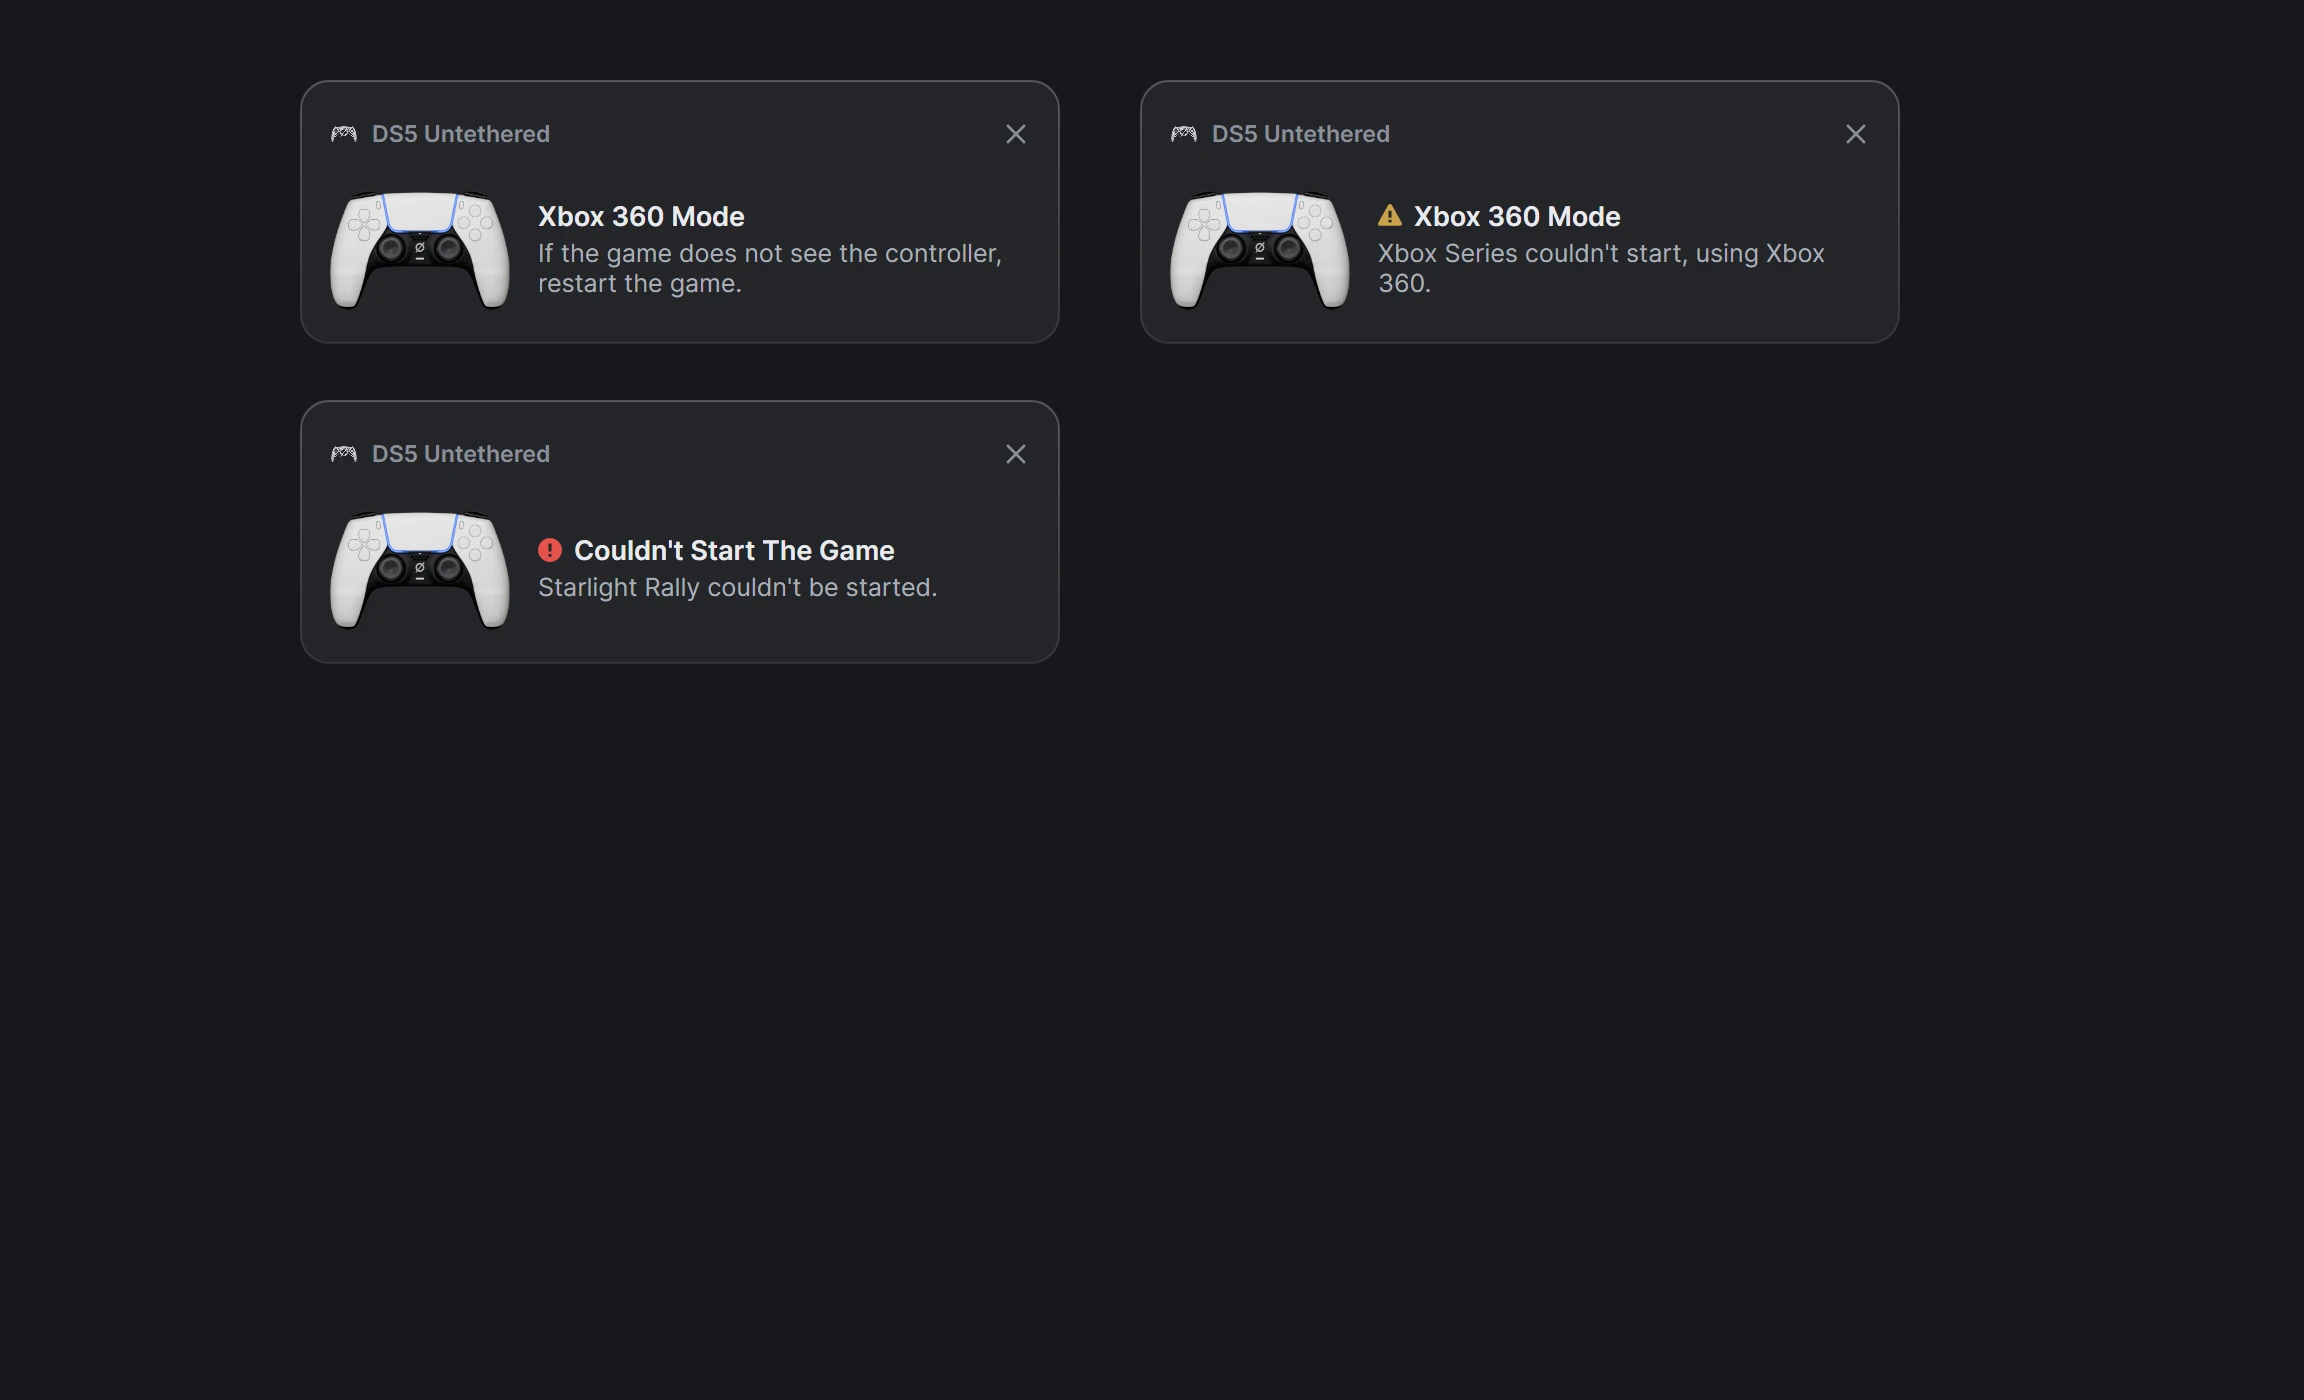 DS5 Untethered
Xbox 360 Mode
If the game does not see the controller,
restart the game.
DS5 Untethered
Xbox 360 Mode
Xbox Series couldn't start, using Xbox
360.
DS5 Untethered
Couldn't Start The Game
Starlight Rally couldn't be started.